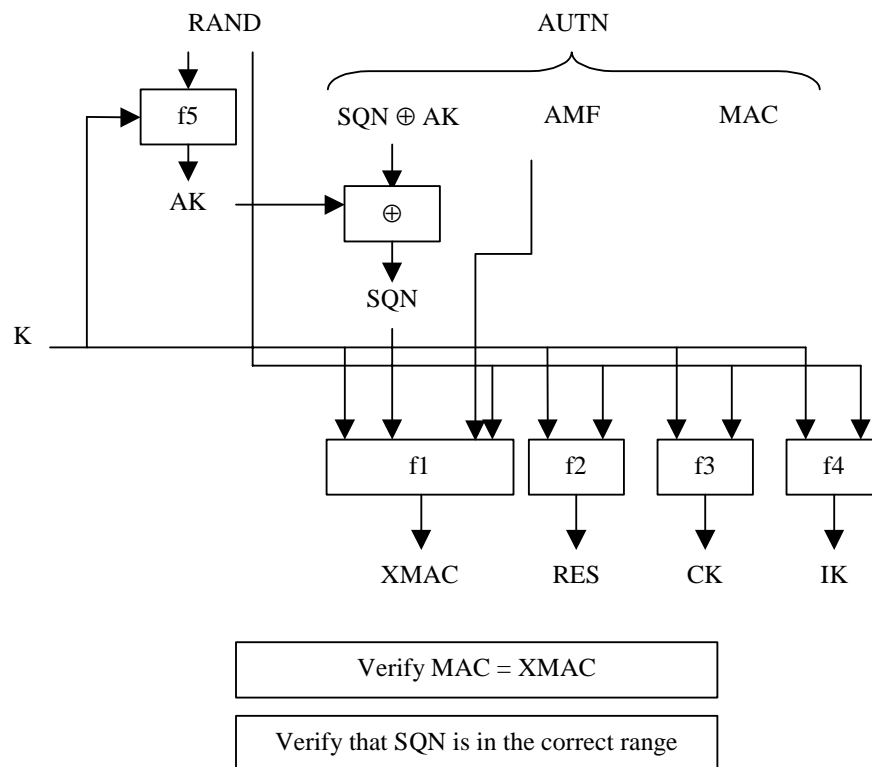 RAND AUTN
f5 SQN ⊕ AK AMF MAC
AK ⊕
SQN
K
f1 f2 f3 f4
XMAC RES CK IK
Verify MAC = XMAC
Verify that SQN is in the correct range